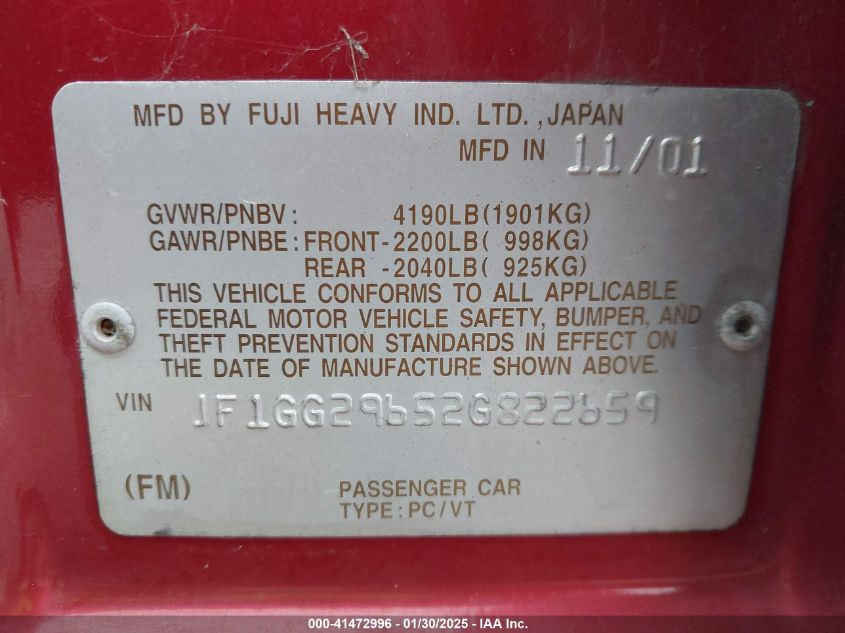 MFD BY FUJI HEAVY IND. LTD., JAPAN
MFD IN 11/01
GVWR/PNBV: 4190LB(1901KG)
GAWR/PNBE: FRONT-2200LB( 998KG)
REAR -2040LB( 925KG)
THIS VEHICLE CONFORMS TO ALL APPLICABLE
FEDERAL MOTOR VEHICLE SAFETY, BUMPER, AND
THEFT PREVENTION STANDARDS IN EFFECT ON
THE DATE OF MANUFACTURE SHOWN ABOVE.
VIN JF1GG29652G822659
(FM) PASSENGER CAR
TYPE: PC/VT
000-41472996 - 01/30/2025 - IAA Inc.